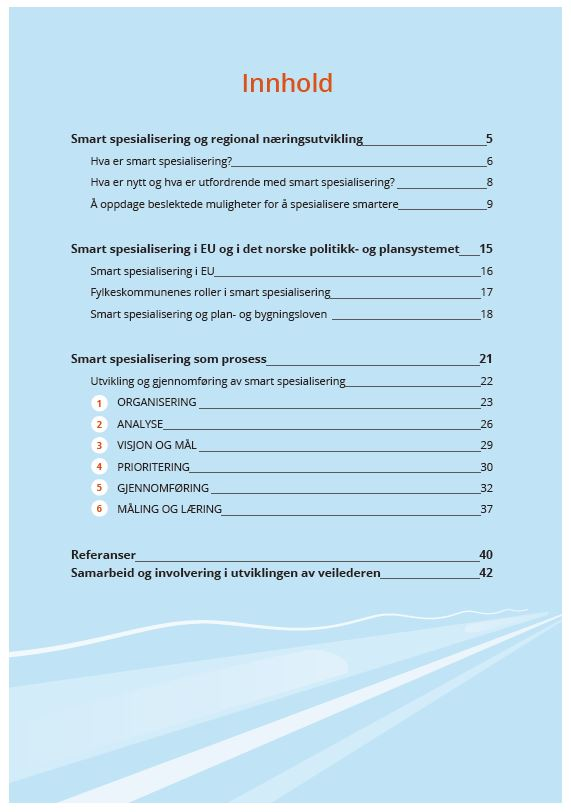 Innhold
Smart spesialisering og regional næringsutvikling 5
Hva er smart spesialisering? 6
Hva er nytt og hva er utfordrende med smart spesialisering? 8
Å oppdage beslektede muligheter for å spesialisere smartere 9
Smart spesialisering i EU og i det norske politikk- og plansystemet 15
Smart spesialisering i EU 16
Fylkeskommunenes roller i smart spesialisering 17
Smart spesialisering og plan- og bygningsloven 18
Smart spesialisering som prosess 21
Utvikling og gjennomføring av smart spesialisering 22
1 ORGANISERING 23
2 ANALYSE 26
3 VISJON OG MÅL 29
4 PRIORITERING 30
5 GJENNOMFØRING 32
6 MÅLING OG LÆRING 37
Referanser 40
Samarbeid og involvering i utviklingen av veilederen 42